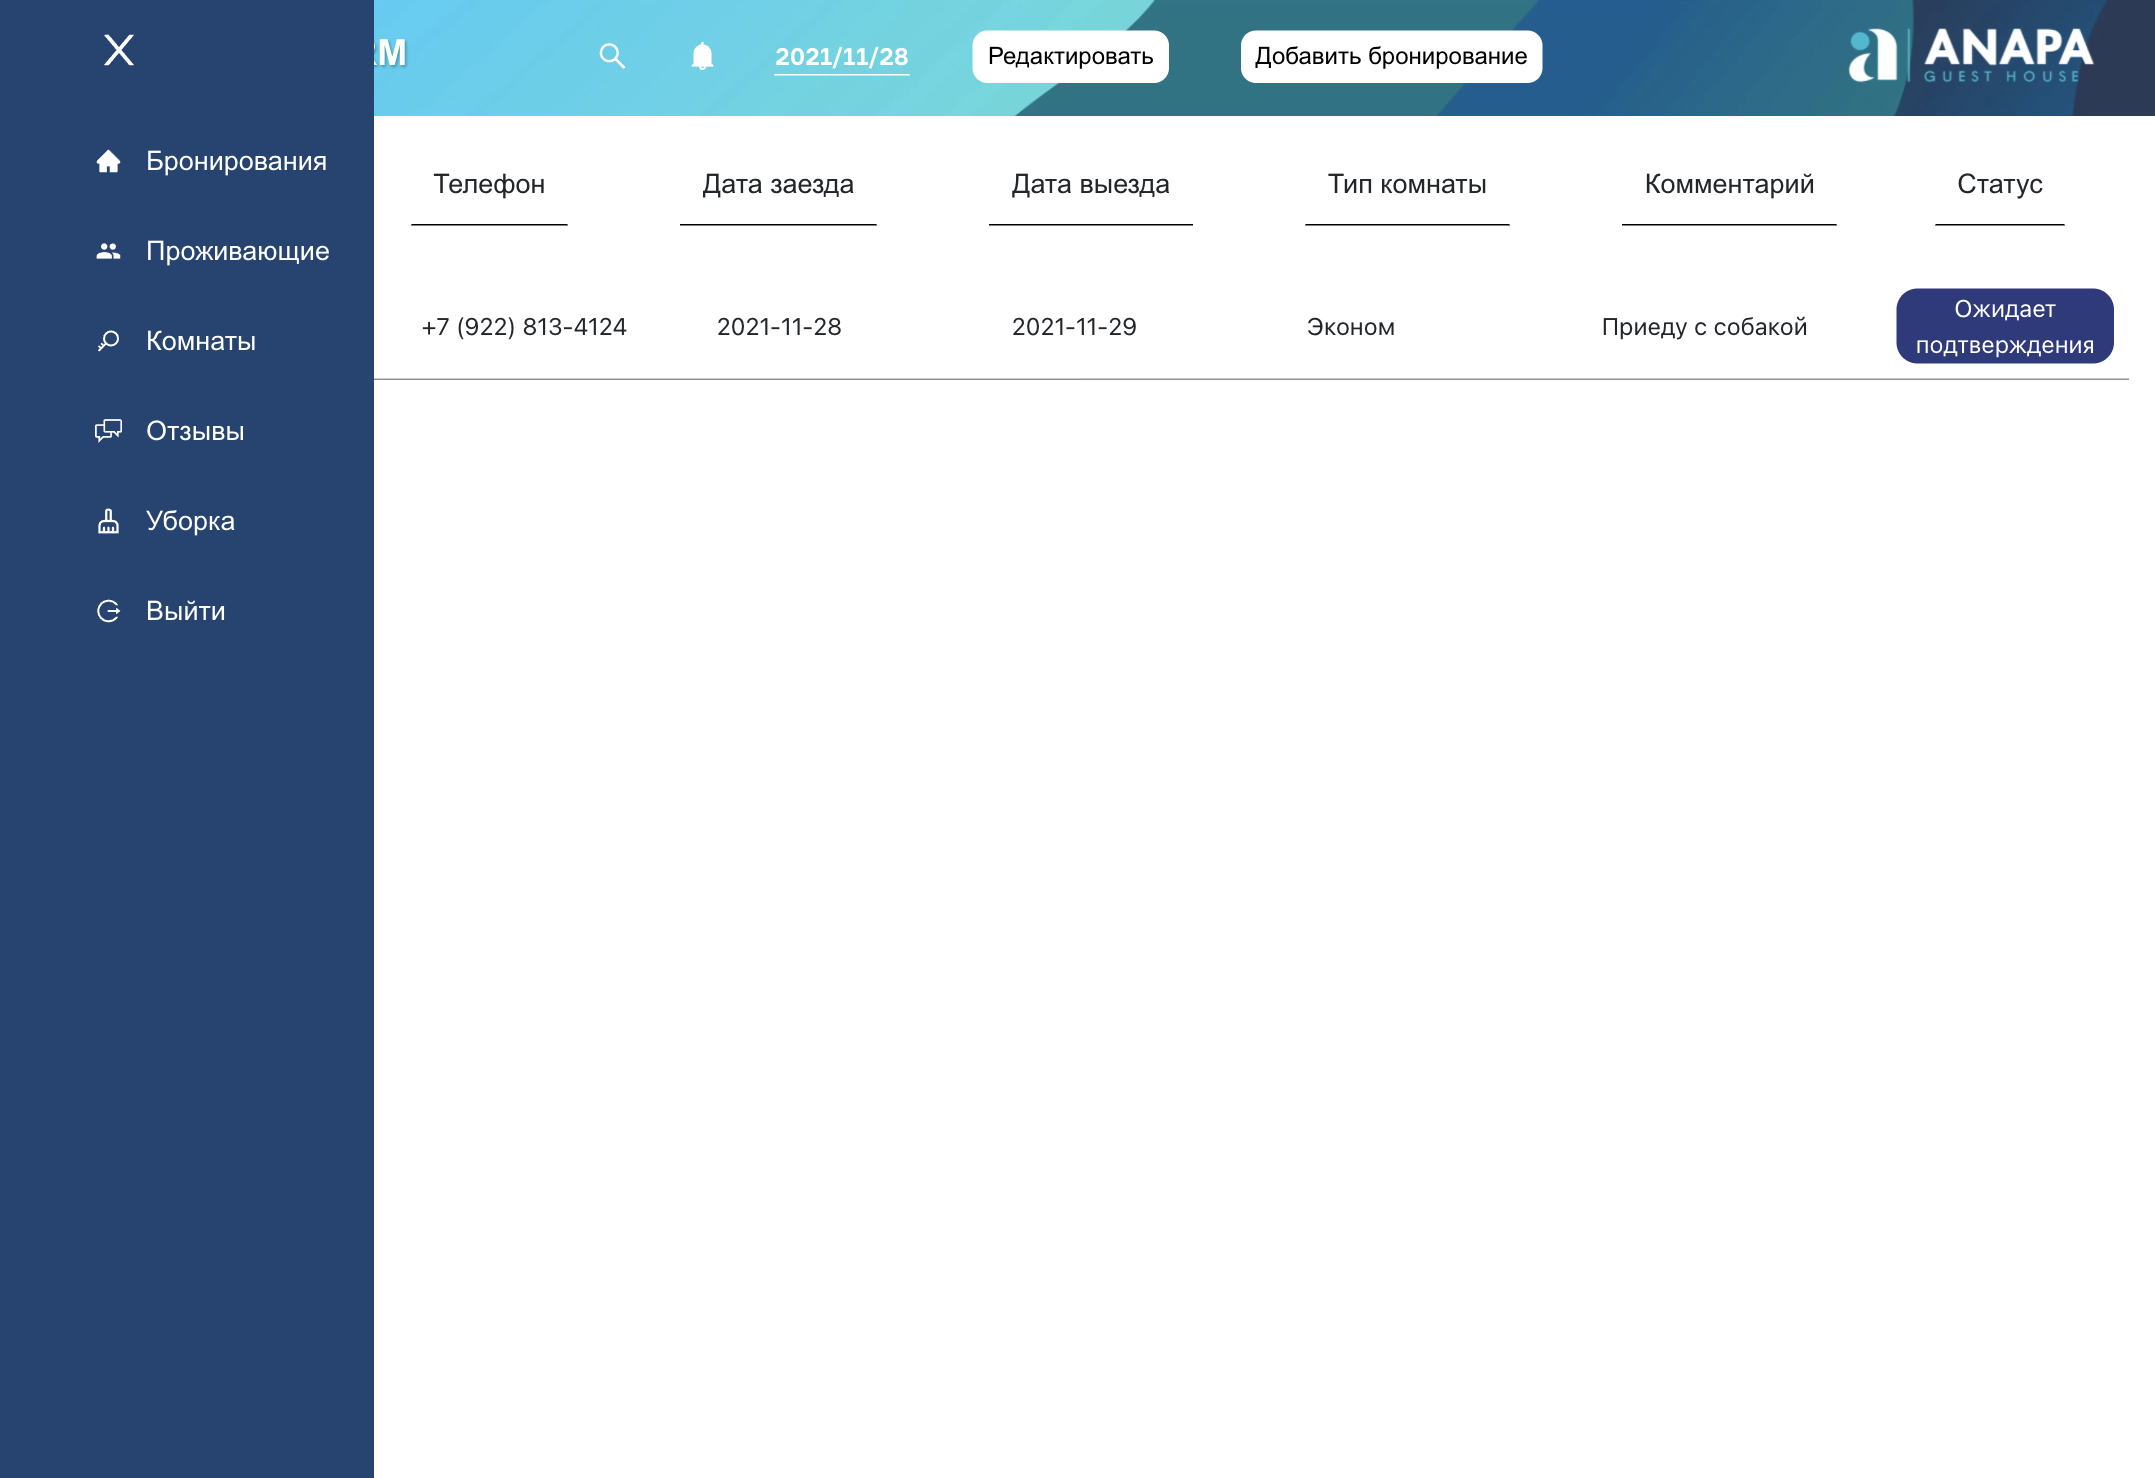 RM
2021/11/28
Редактировать
Добавить бронирование
ANAPA
GUEST HOUSE
Бронирования
Проживающие
Комнаты
Отзывы
Уборка
Выйти
Телефон Дата заезда Дата выезда Тип комнаты Комментарий Статус
+7 (922) 813-4124 2021-11-28 2021-11-29 Эконом Приеду с собакой Ожидает
подтверждения